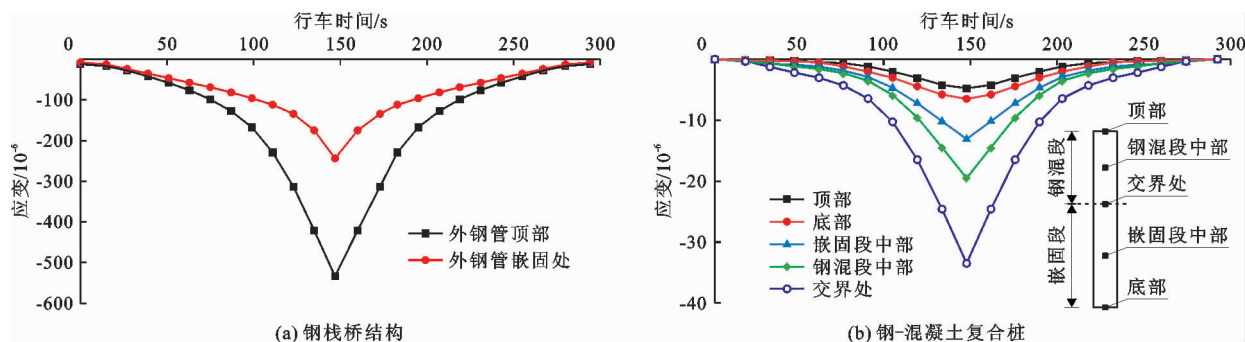 行车时间/s
0 50 100 150 200 250 300
应变/10⁻⁶
-100
-200
-300
-400
-500
-600
外钢管顶部
外钢管嵌固处
(a) 钢栈桥结构
行车时间/s
0 50 100 150 200 250 300
应变/10⁻⁶
-10
-20
-30
-40
顶部
底部
嵌固段中部
钢混段中部
交界处
钢混段
嵌固段
顶部
钢混段中部
交界处
嵌固段中部
底部
(b) 钢-混凝土复合桩